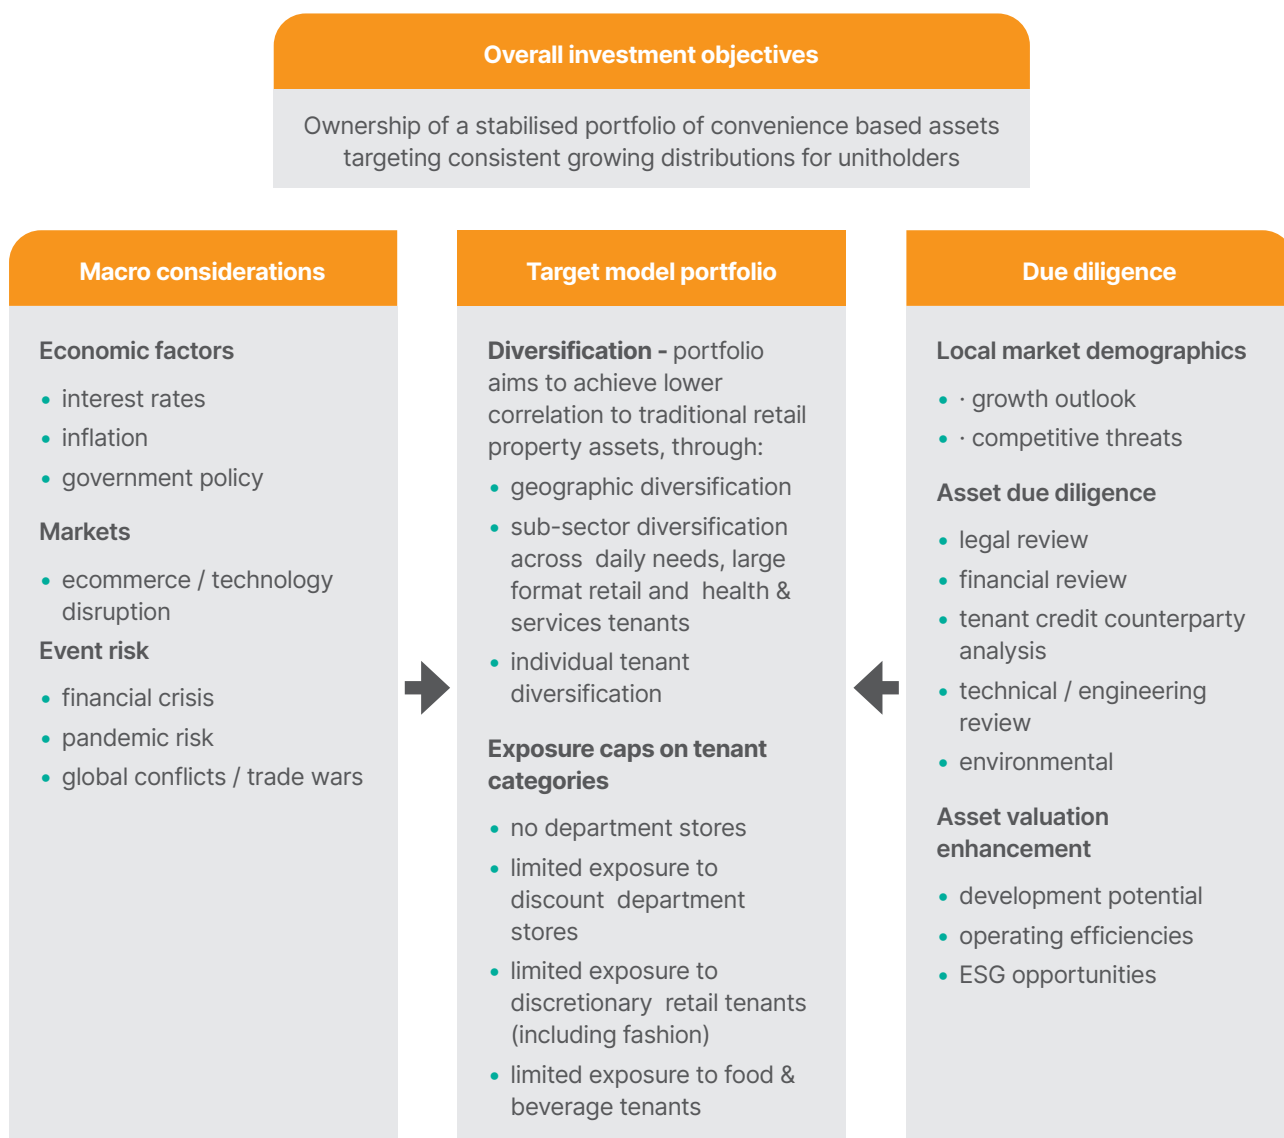 Overall investment objectives
Ownership of a stabilised portfolio of convenience based assets
targeting consistent growing distributions for unitholders
Macro considerations
Economic factors
• interest rates
• inflation
• government policy
Markets
• ecommerce / technology
disruption
Event risk
• financial crisis
• pandemic risk
• global conflicts / trade wars
Target model portfolio
Diversification - portfolio
aims to achieve lower
correlation to traditional retail
property assets, through:
• geographic diversification
• sub-sector diversification
across daily needs, large
format retail and health &
services tenants
• individual tenant
diversification
Exposure caps on tenant
categories
• no department stores
• limited exposure to
discount department
stores
• limited exposure to
discretionary retail tenants
(including fashion)
• limited exposure to food &
beverage tenants
Due diligence
Local market demographics
• · growth outlook
• · competitive threats
Asset due diligence
• legal review
• financial review
• tenant credit counterparty
analysis
• technical / engineering
review
• environmental
Asset valuation
enhancement
• development potential
• operating efficiencies
• ESG opportunities